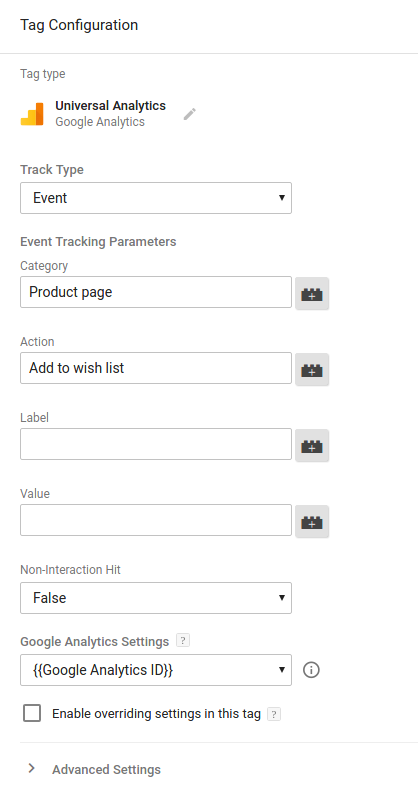 Tag Configuration
Tag type
Universal Analytics
Google Analytics
Track Type
Event
Event Tracking Parameters
Category
Product page
Action
Add to wish list
Label
Value
Non-Interaction Hit
False
Google Analytics Settings ?
{{Google Analytics ID}}
Enable overriding settings in this tag ?
Advanced Settings